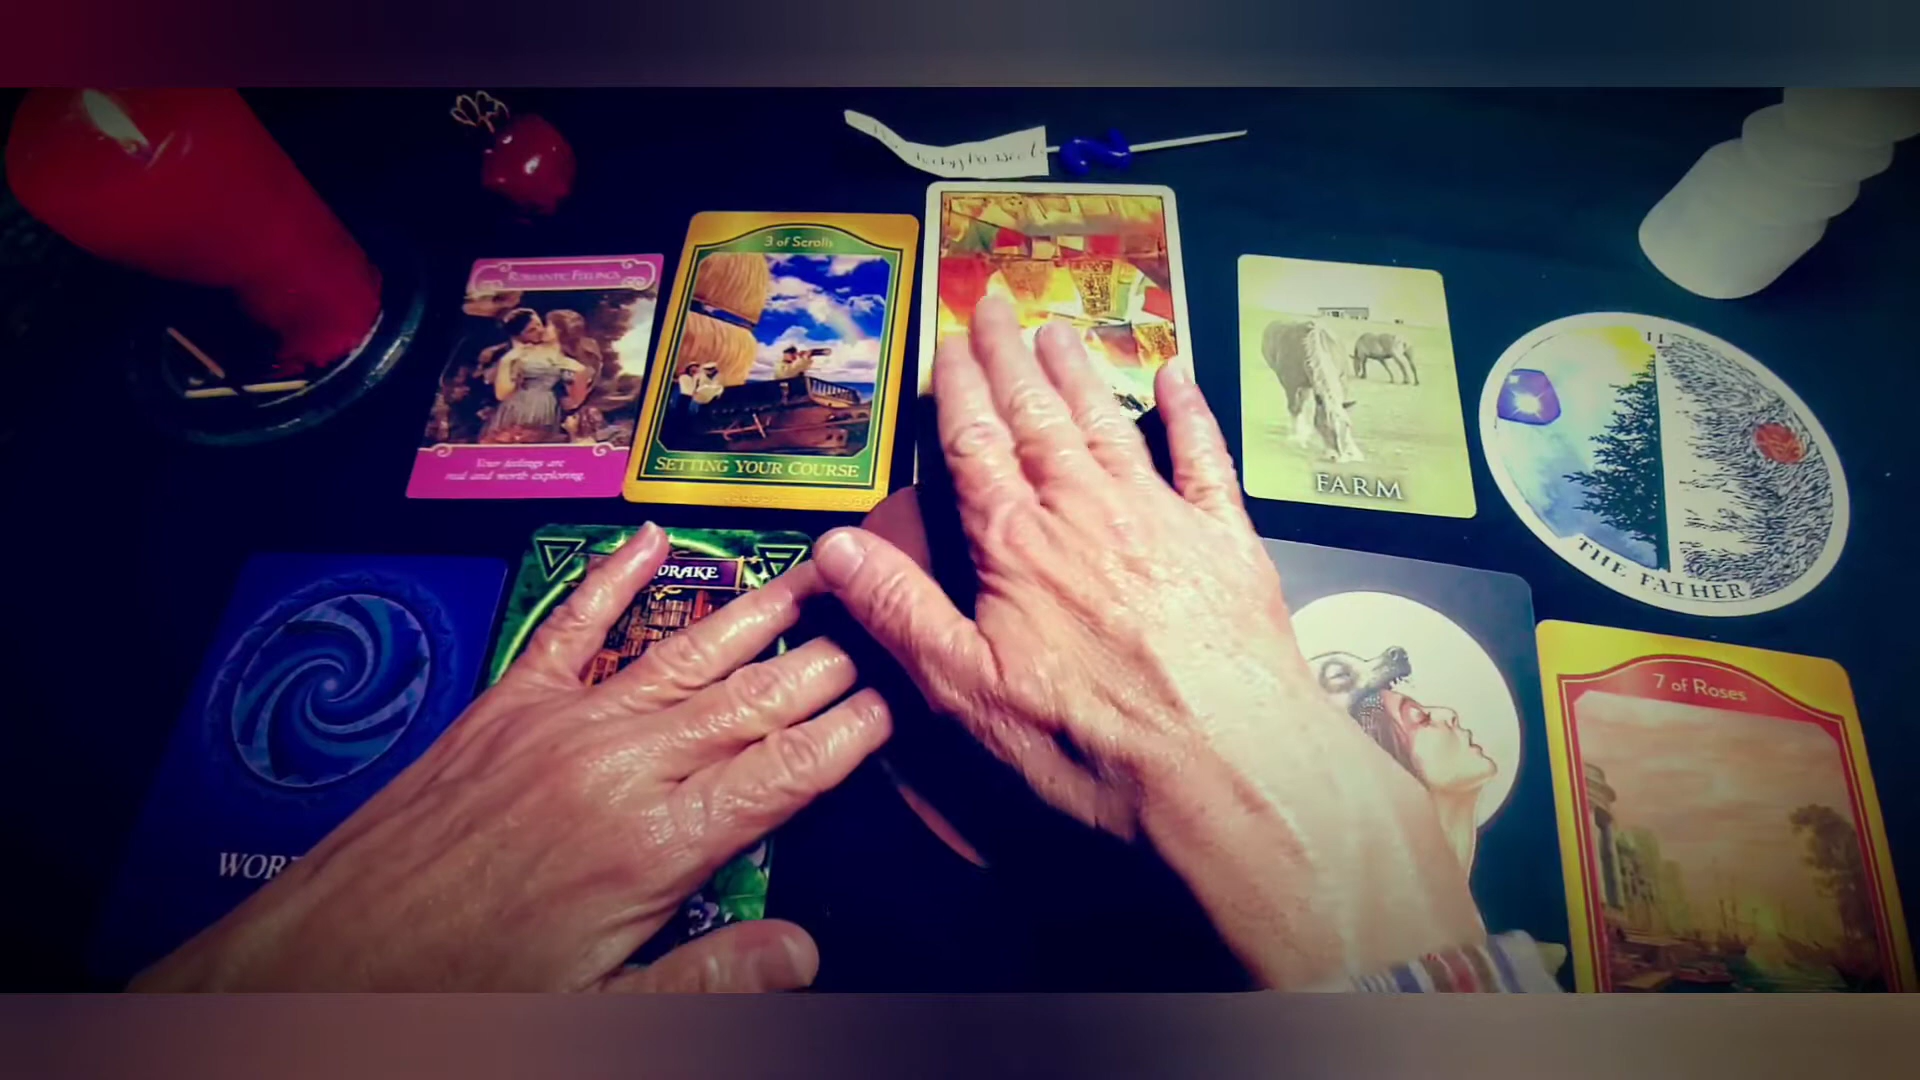 ROMANTIC FEELINGS
Your feelings are
real and worth exploring.
3 of Scrolls
SETTING YOUR COURSE
FARM
II
THE FATHER
7 of Roses
DRAKE
WOR